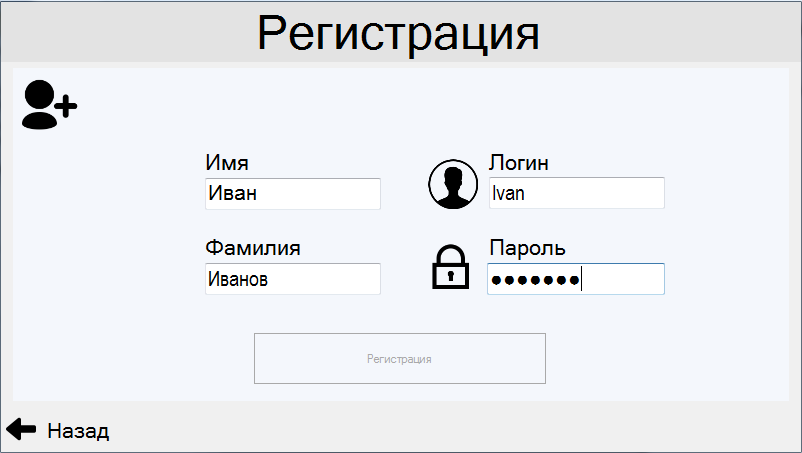 Регистрация
Имя
Логин
Иван
Ivan
Фамилия
Пароль
Иванов
●●●●●●●
Регистрация
Назад